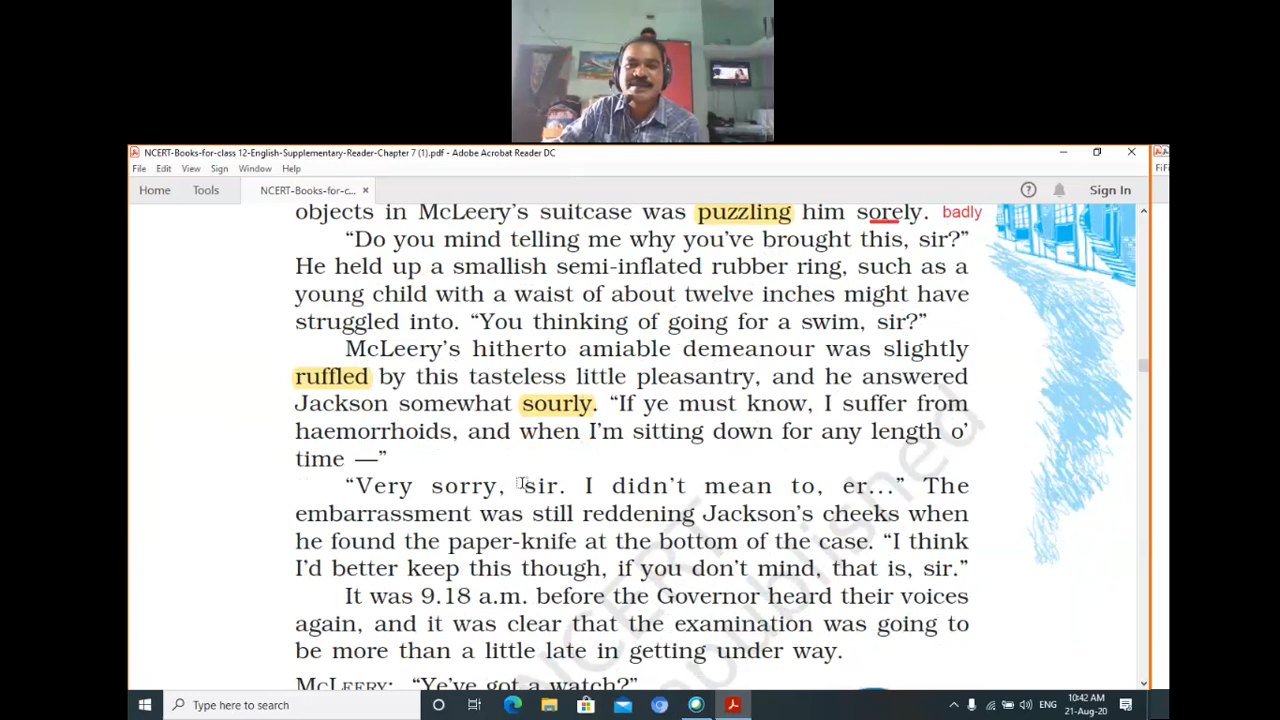 NCERT-Books-for-class 12-English-Supplementary-Reader-Chapter 7 (1).pdf - Adobe Acrobat Reader DC
File Edit View Sign Window Help
Home Tools NCERT-Books-for-c... × Sign In
FiFi
objects in McLeery's suitcase was puzzling him sorely. badly
“Do you mind telling me why you've brought this, sir?”
He held up a smallish semi-inflated rubber ring, such as a
young child with a waist of about twelve inches might have
struggled into. “You thinking of going for a swim, sir?”
McLeery's hitherto amiable demeanour was slightly
ruffled by this tasteless little pleasantry, and he answered
Jackson somewhat sourly. “If ye must know, I suffer from
haemorrhoids, and when I'm sitting down for any length o'
time —”
“Very sorry, sir. I didn't mean to, er...” The
embarrassment was still reddening Jackson's cheeks when
he found the paper-knife at the bottom of the case. “I think
I'd better keep this though, if you don't mind, that is, sir.”
It was 9.18 a.m. before the Governor heard their voices
again, and it was clear that the examination was going to
be more than a little late in getting under way.
MCLEERY: “Ye've got a watch?”
NCERT
republished
Type here to search
ENG
10:42 AM
21-Aug-20